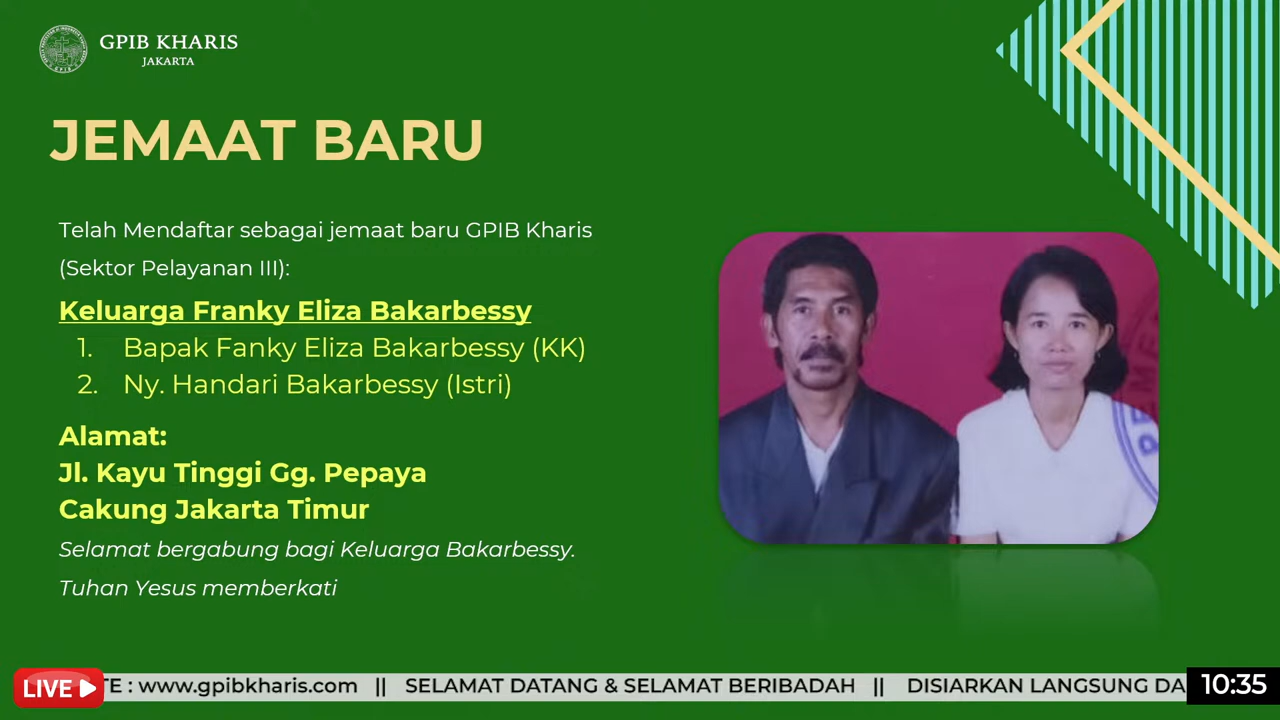 GPIB KHARIS
JAKARTA
JEMAAT BARU
Telah Mendaftar sebagai jemaat baru GPIB Kharis
(Sektor Pelayanan III):
Keluarga Franky Eliza Bakarbessy
1. Bapak Fanky Eliza Bakarbessy (KK)
2. Ny. Handari Bakarbessy (Istri)
Alamat:
Jl. Kayu Tinggi Gg. Pepaya
Cakung Jakarta Timur
Selamat bergabung bagi Keluarga Bakarbessy.
Tuhan Yesus memberkati
LIVE TE : www.gpibkharis.com || SELAMAT DATANG & SELAMAT BERIBADAH || DISIARKAN LANGSUNG DA 10:35